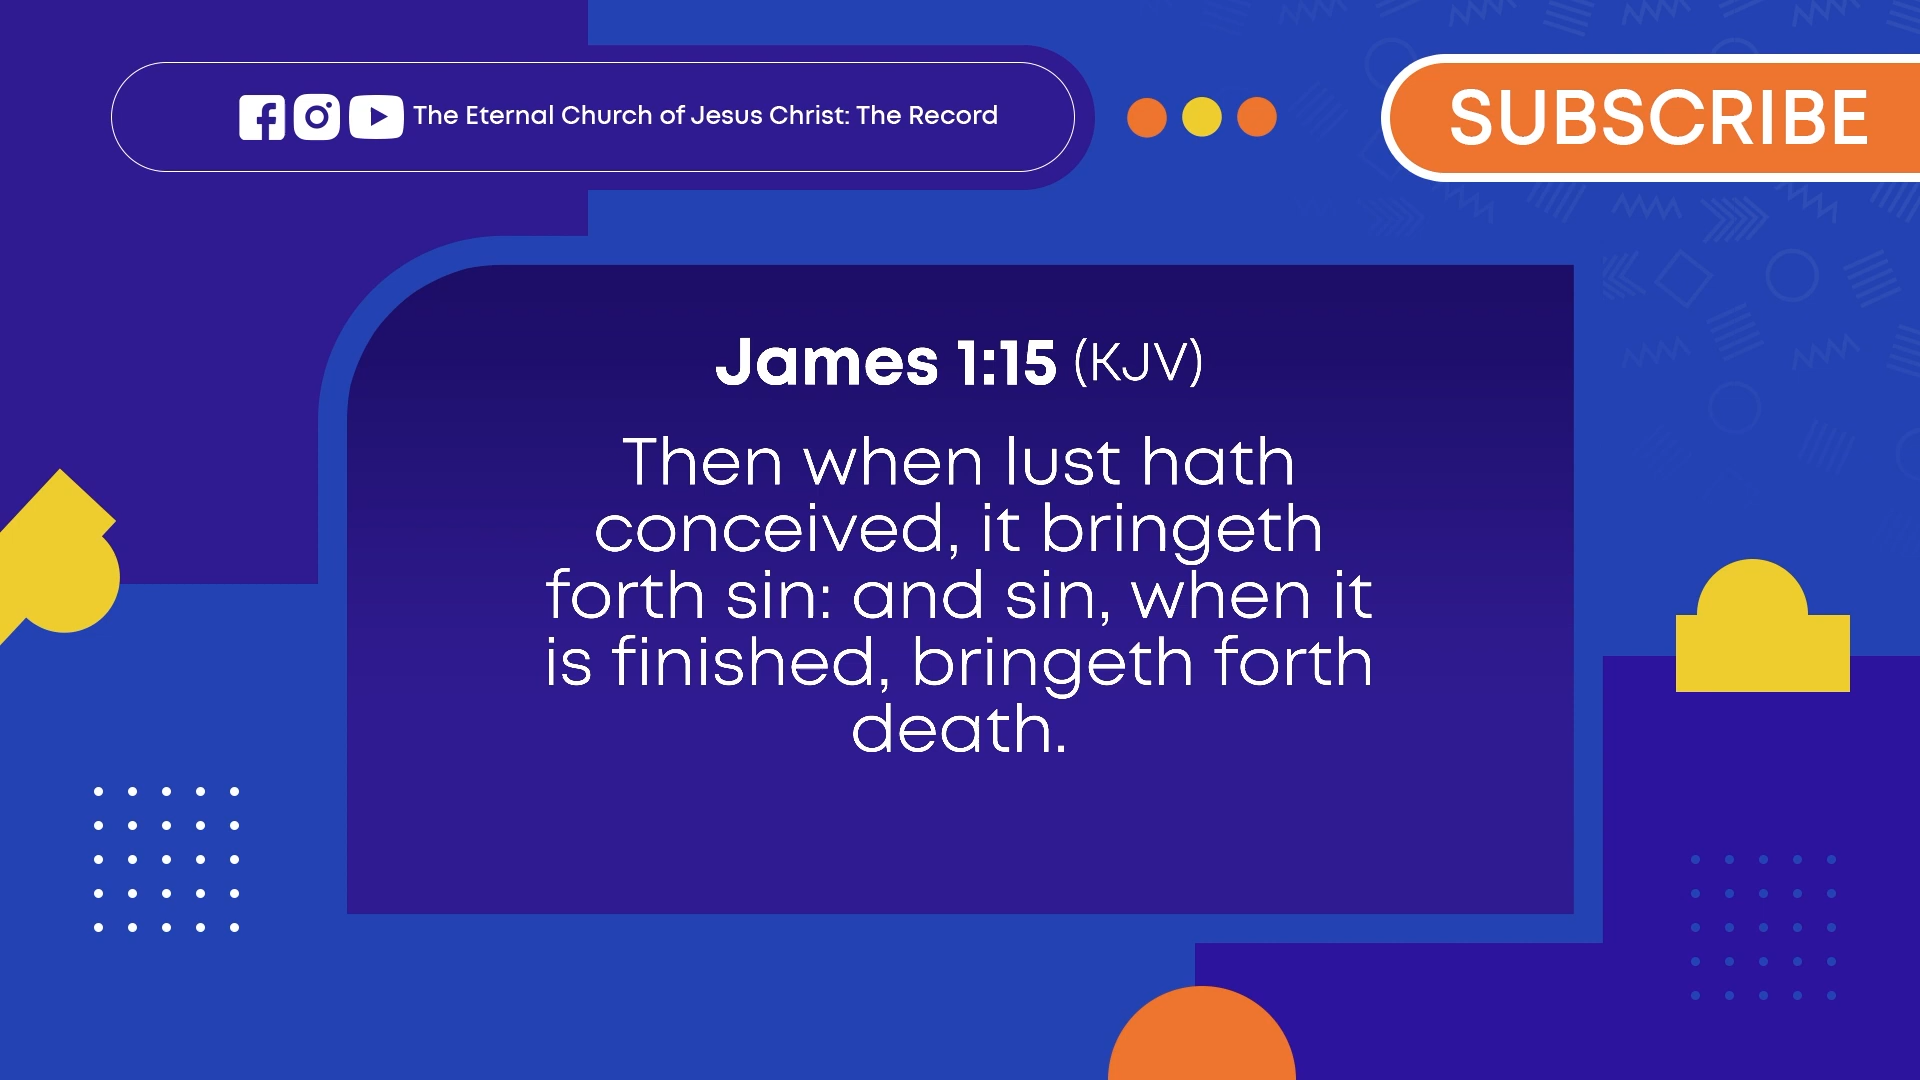 The Eternal Church of Jesus Christ: The Record
SUBSCRIBE
James 1:15 (KJV)
Then when lust hath
conceived, it bringeth
forth sin: and sin, when it
is finished, bringeth forth
death.